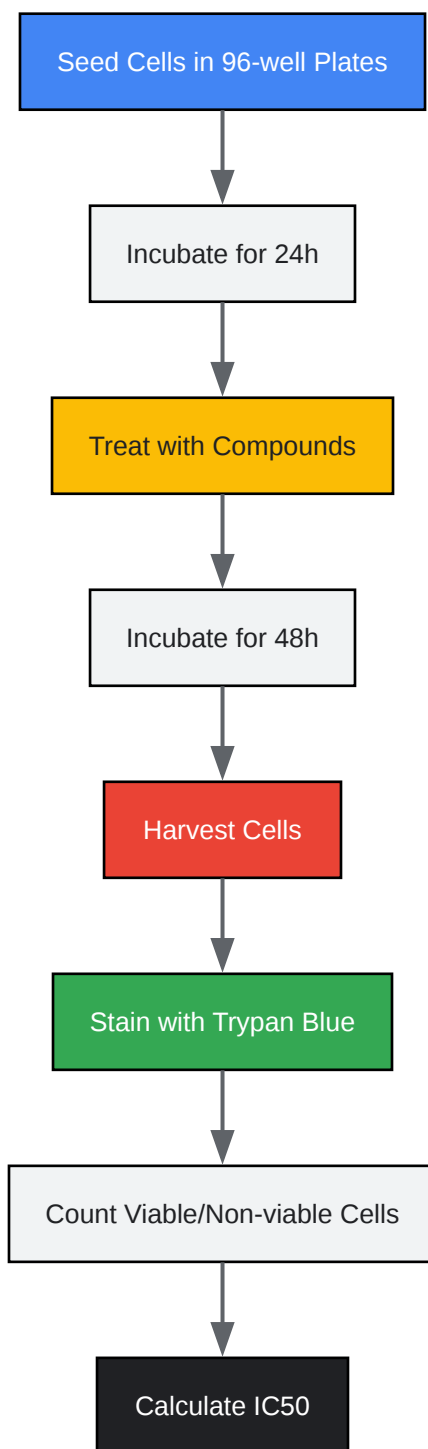 Seed Cells in 96-well Plates
Incubate for 24h
Treat with Compounds
Incubate for 48h
Harvest Cells
Stain with Trypan Blue
Count Viable/Non-viable Cells
Calculate IC50